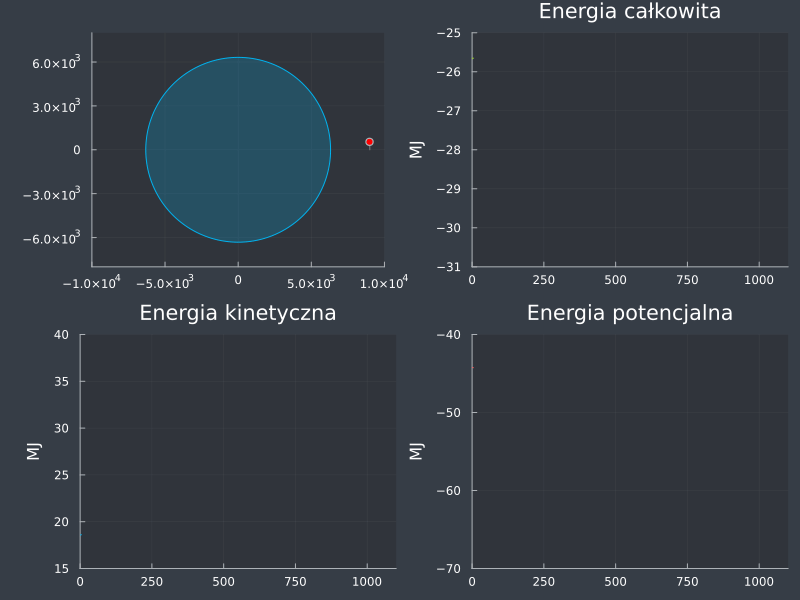 Energia całkowita
6.0×10³
3.0×10³
0
−3.0×10³
−6.0×10³
−1.0×10⁴ −5.0×10³ 0 5.0×10³ 1.0×10⁴
MJ
−25
−26
−27
−28
−29
−30
−31
0 250 500 750 1000
Energia kinetyczna
MJ
40
35
30
25
20
15
0 250 500 750 1000
Energia potencjalna
MJ
−40
−50
−60
−70
0 250 500 750 1000